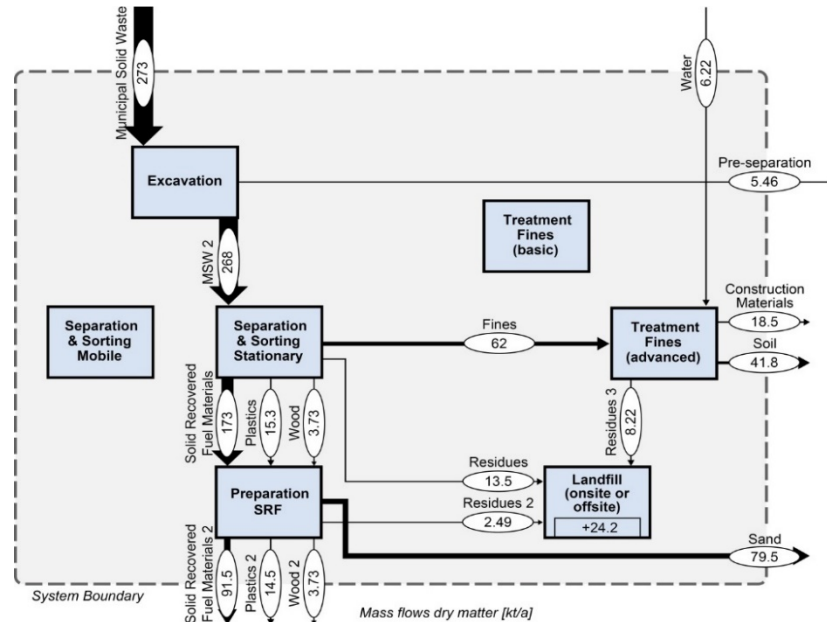 Municipal Solid Waste
273
Water
6.22
Excavation
Pre-separation
5.46
Treatment
Fines
(basic)
MSW 2
268
Separation
& Sorting
Mobile
Separation
& Sorting
Stationary
Fines
62
Treatment
Fines
(advanced)
Construction
Materials
18.5
Soil
41.8
Solid Recovered
Fuel Materials
173
Plastics
15.3
Wood
3.73
Residues 3
8.22
Preparation
SRF
Residues
13.5
Residues 2
2.49
Landfill
(onsite or
offsite)
+24.2
Sand
79.5
Solid Recovered
Fuel Materials 2
91.5
Plastics 2
14.5
Wood 2
3.73
System Boundary
Mass flows dry matter [kt/a]